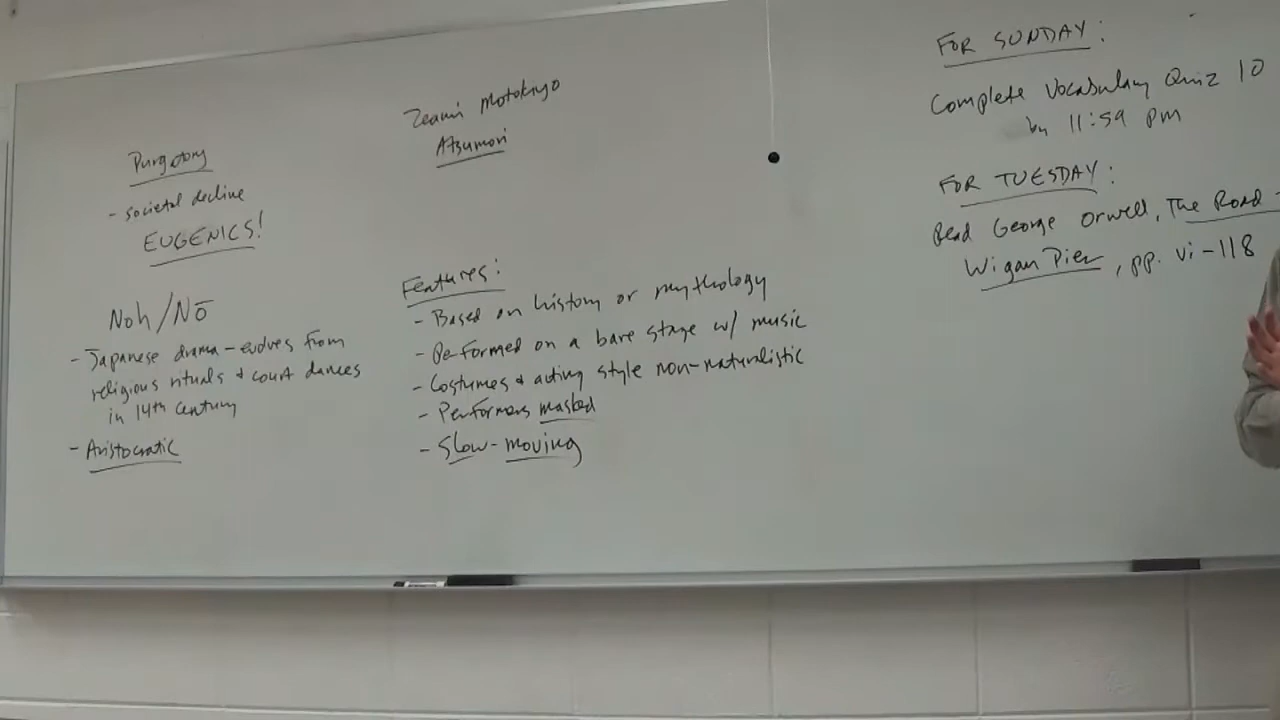 Purgatory
- societal decline
EUGENICS!
Noh/Nō
- Japanese drama - evolves from
religious rituals & court dances
in 14th century
- Aristocratic
Zeami Motokiyo
Atsumori
Features:
- Based on history or mythology
- Performed on a bare stage w/ music
- Costumes & acting style non-naturalistic
- Performers masked
- Slow-moving
FOR SUNDAY:
Complete Vocabulary Quiz 10
by 11:59 pm
FOR TUESDAY:
Read George Orwell, The Road
Wigan Pier, pp. vi-118